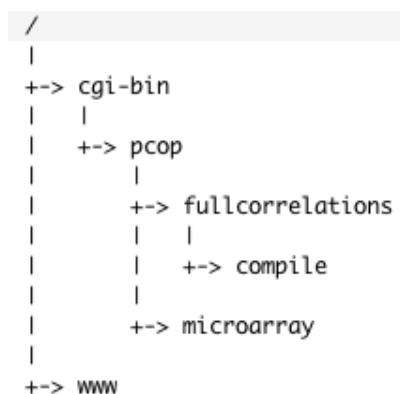 /
|
+-> cgi-bin
|   |
|   +-> pcop
|       |
|       +-> fullcorrelations
|       |   |
|       |   +-> compile
|       |
|       +-> microarray
|
+-> www